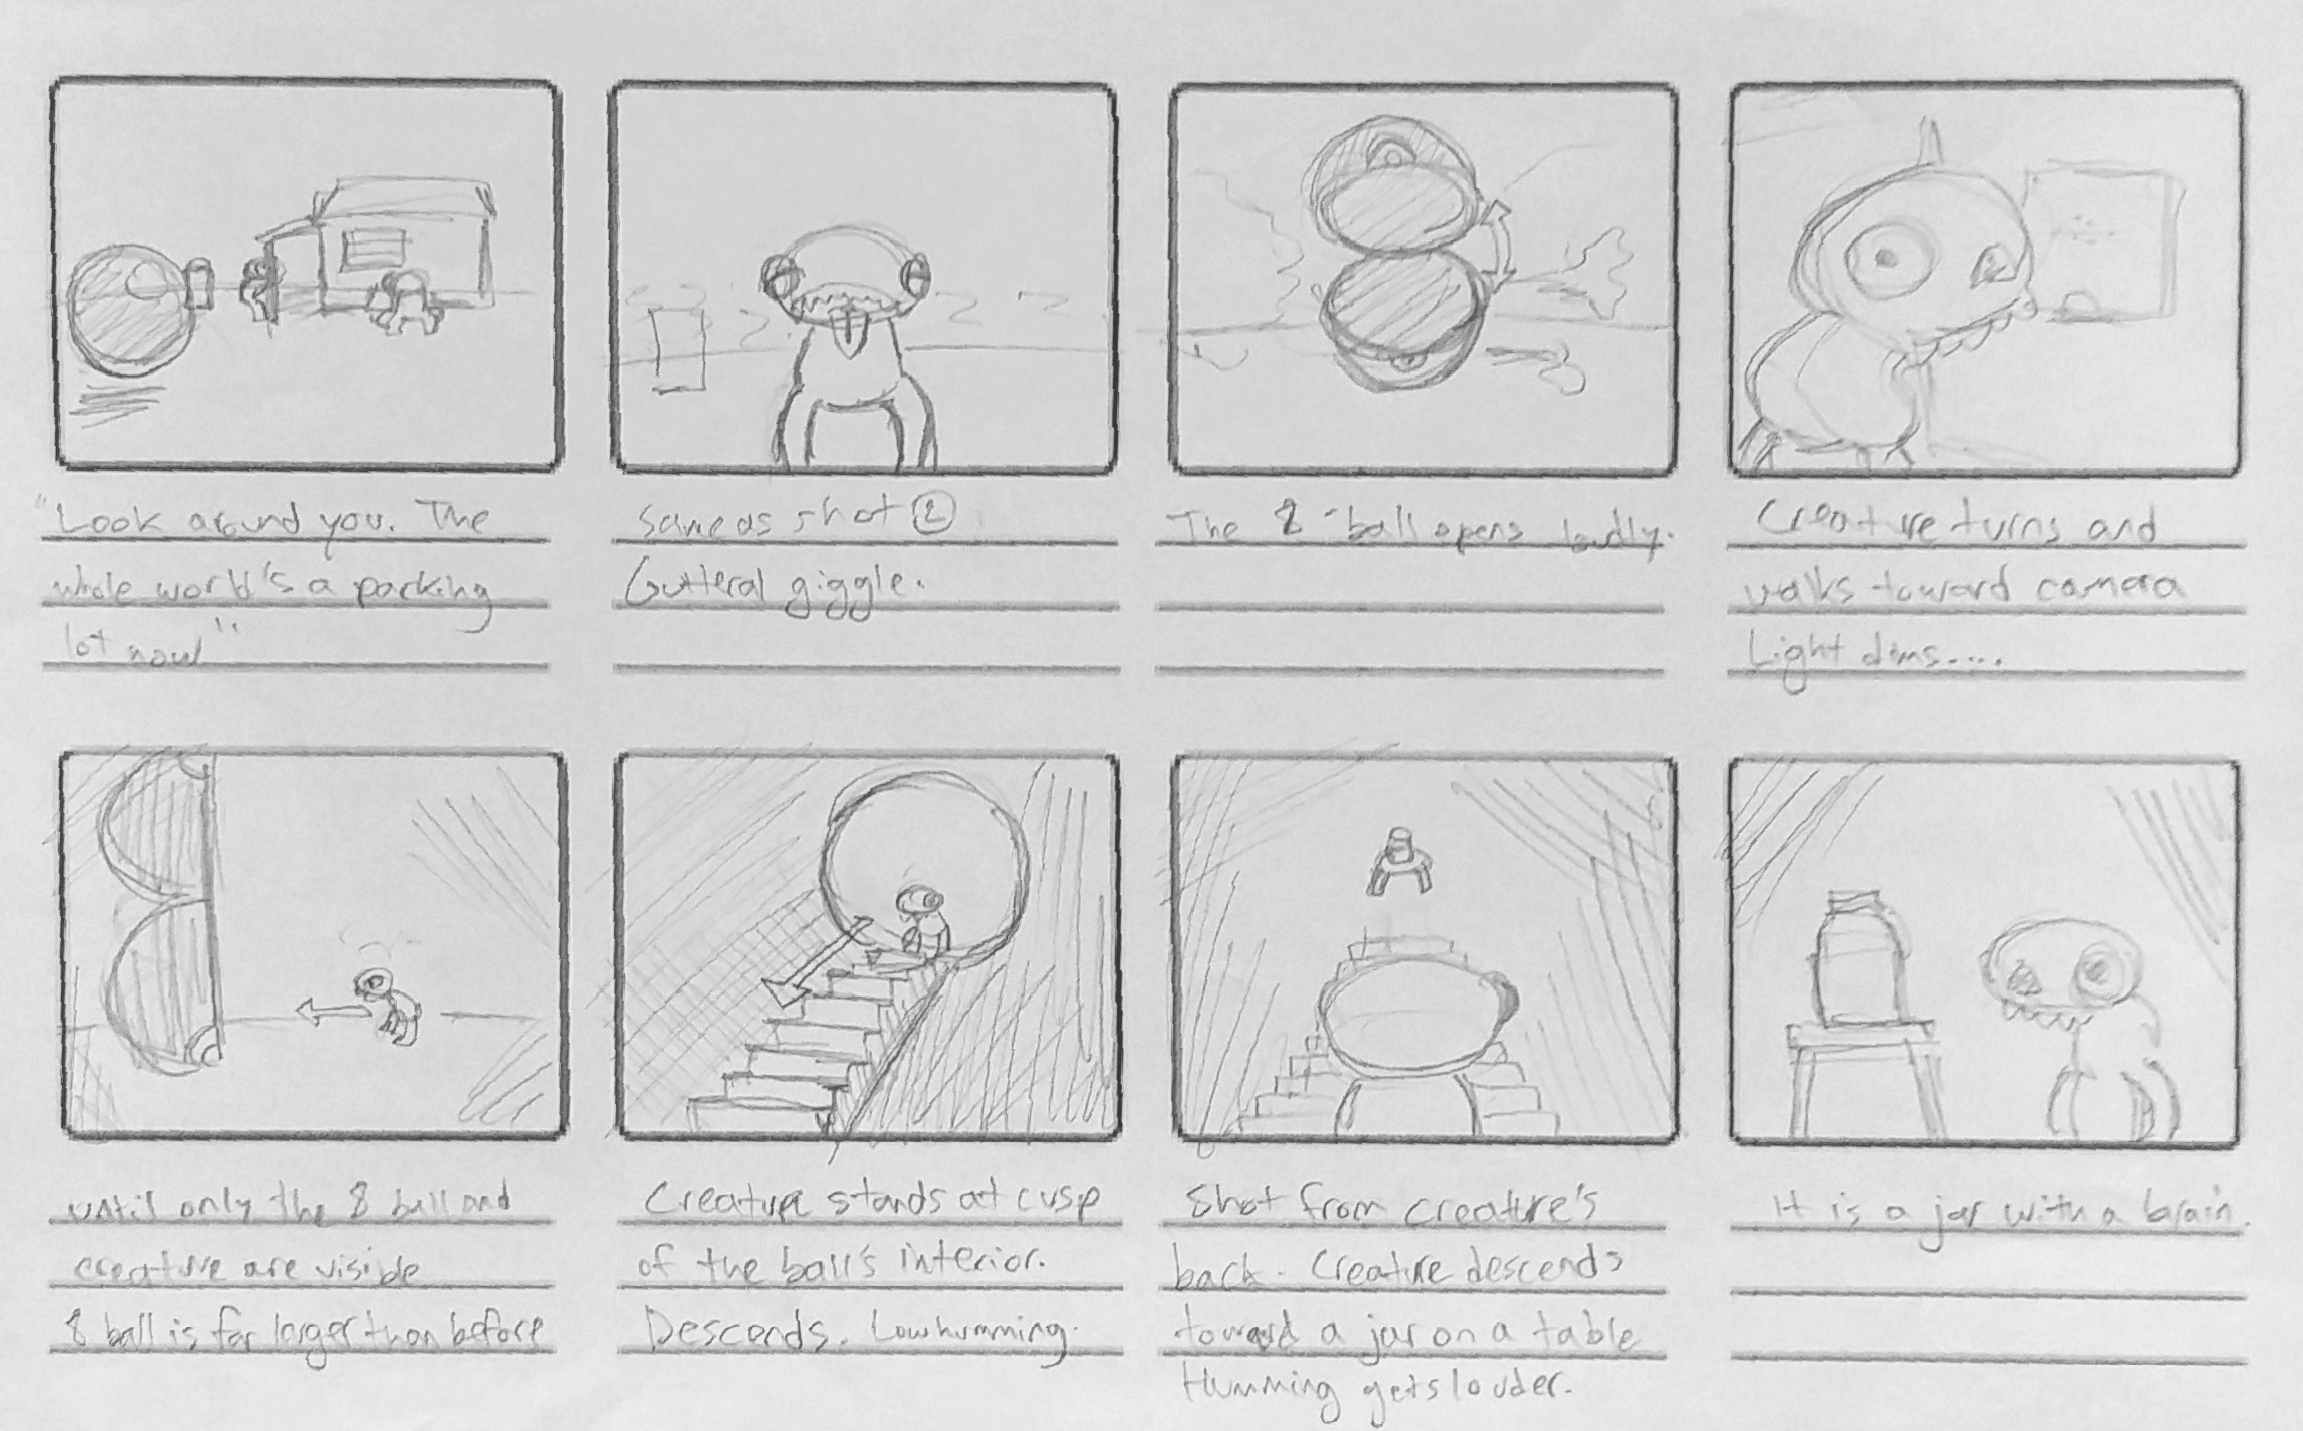 "Look around you. The
whole world's a parking
lot now"
Same as shot ②
Gutteral giggle.
The 8-ball opens loudly.
Creature turns and
walks toward camera
Light dims....
until only the 8 ball and
creature are visible
8 ball is far larger than before
Creature stands at cusp
of the ball's interior.
Descends. Low humming.
Shot from creature's
back. Creature descends
toward a jar on a table
Humming gets louder.
It is a jar with a brain.